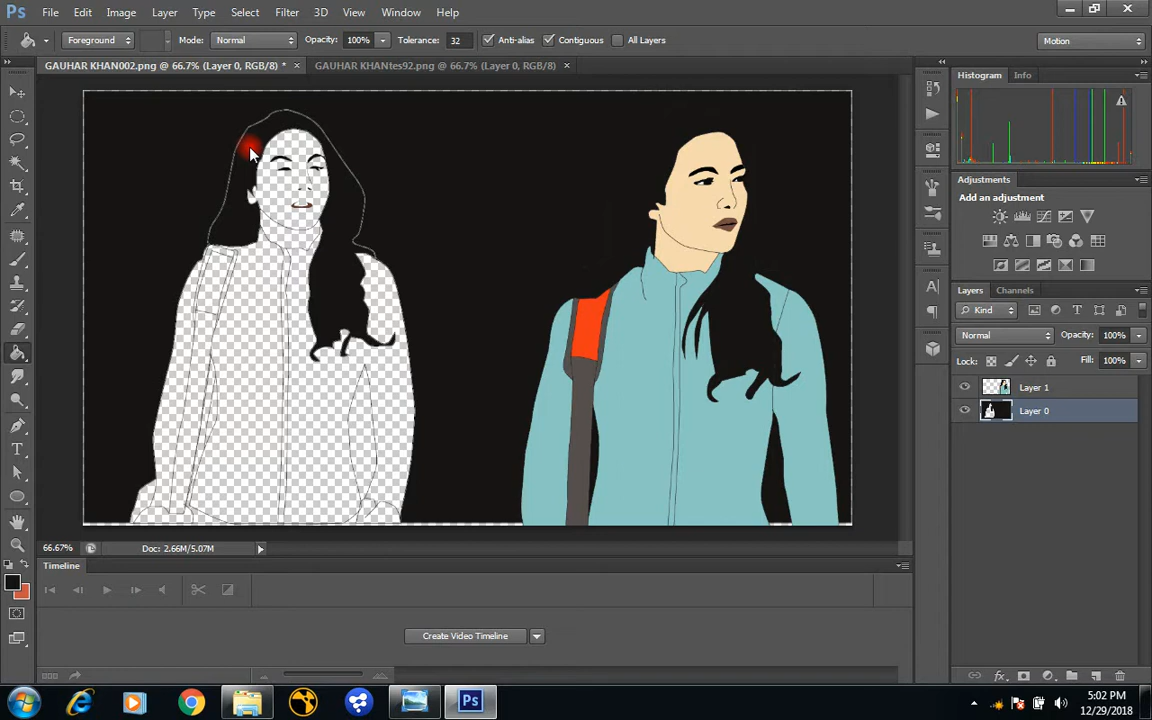 Ps File Edit Image Layer Type Select Filter 3D View Window Help
Foreground Mode: Normal Opacity: 100% Tolerance: 32 Anti-alias Contiguous All Layers Motion
GAUHAR KHAN002.png @ 66.7% (Layer 0, RGB/8) * × GAUHAR KHANtes92.png @ 66.7% (Layer 0, RGB/8) ×
Histogram Info
Adjustments
Add an adjustment
Layers Channels
Kind
Normal Opacity: 100%
Lock: Fill: 100%
Layer 1
Layer 0
66.67% Doc: 2.66M/5.07M
Timeline
Create Video Timeline
fx
Ps
5:02 PM
12/29/2018